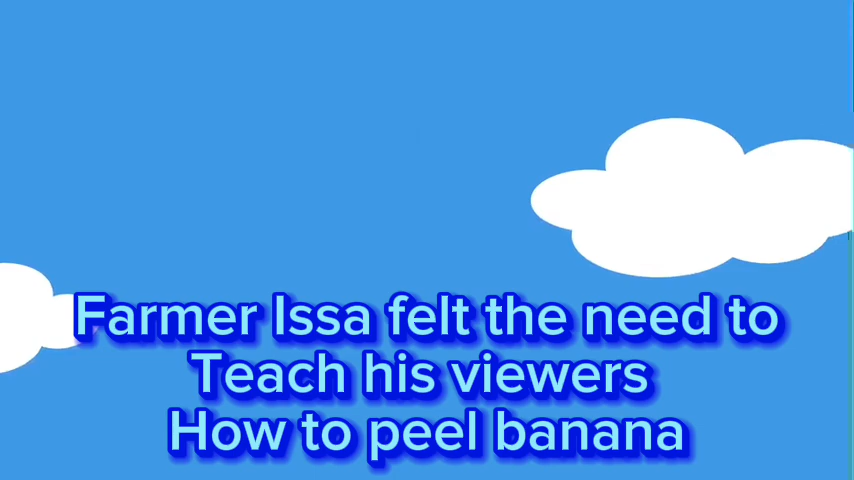 Farmer Issa felt the need to
Teach his viewers
How to peel banana